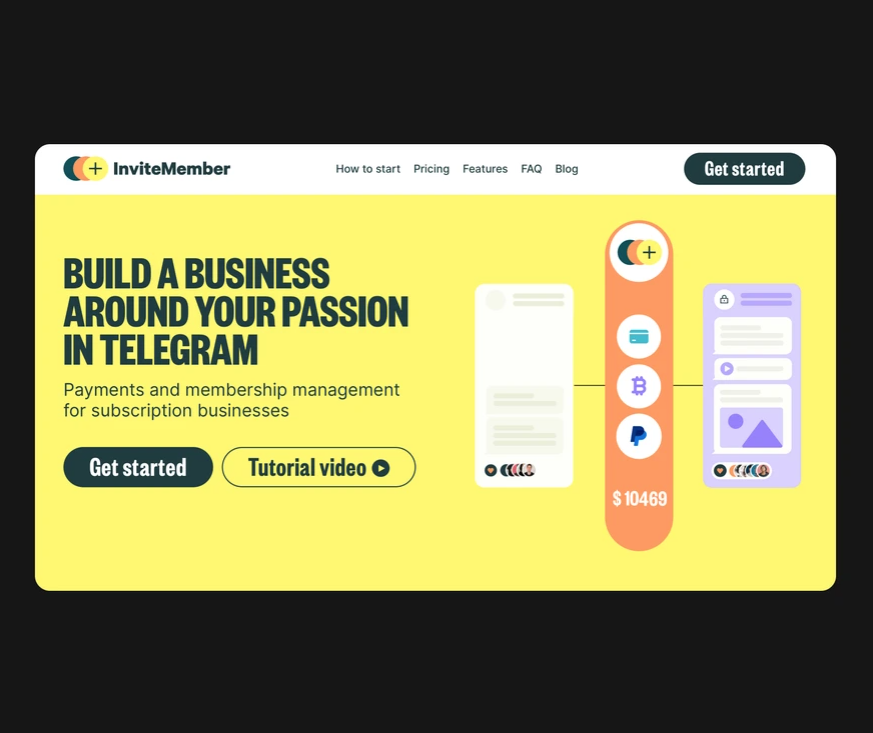 InviteMember
How to start
Pricing
Features
FAQ
Blog
Get started
BUILD A BUSINESS
AROUND YOUR PASSION
IN TELEGRAM
Payments and membership management
for subscription businesses
Get started
Tutorial video
$ 10469